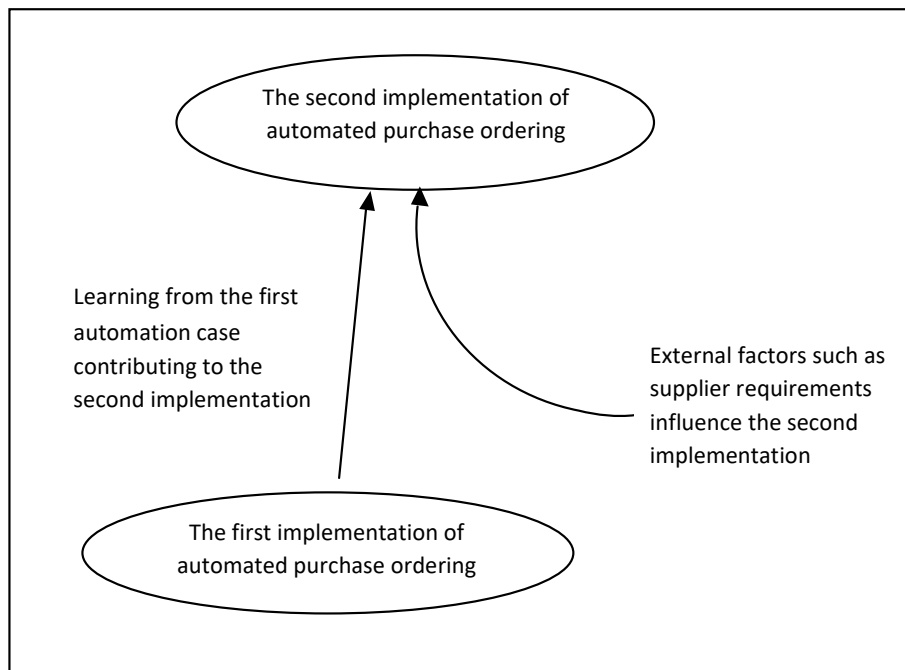 The second implementation of
automated purchase ordering
Learning from the first
automation case
contributing to the
second implementation
External factors such as
supplier requirements
influence the second
implementation
The first implementation of
automated purchase ordering